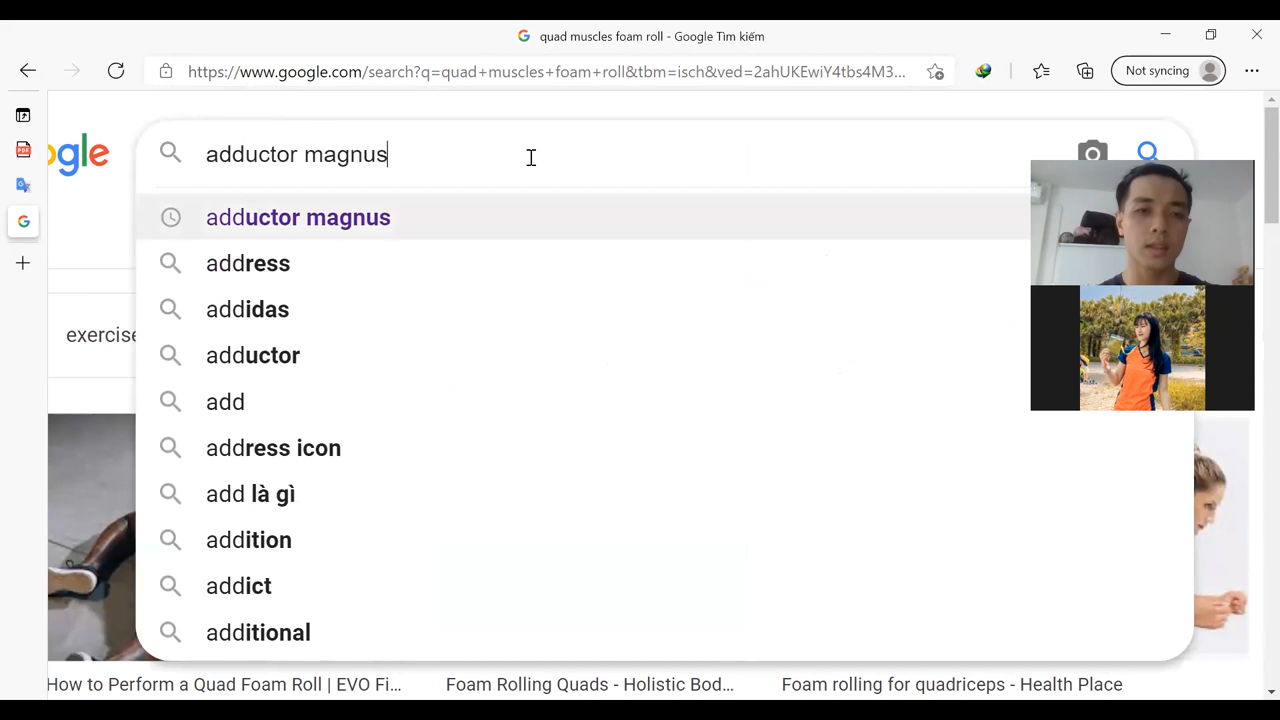 quad muscles foam roll - Google Tìm kiếm
https://www.google.com/search?q=quad+muscles+foam+roll&tbm=isch&ved=2ahUKEwiY4tbs4M3...
Not syncing
ogle
adductor magnus
adductor magnus
address
addidas
adductor
exercise
add
address icon
add là gì
addition
addict
additional
How to Perform a Quad Foam Roll | EVO Fi...
Foam Rolling Quads - Holistic Bod...
Foam rolling for quadriceps - Health Place